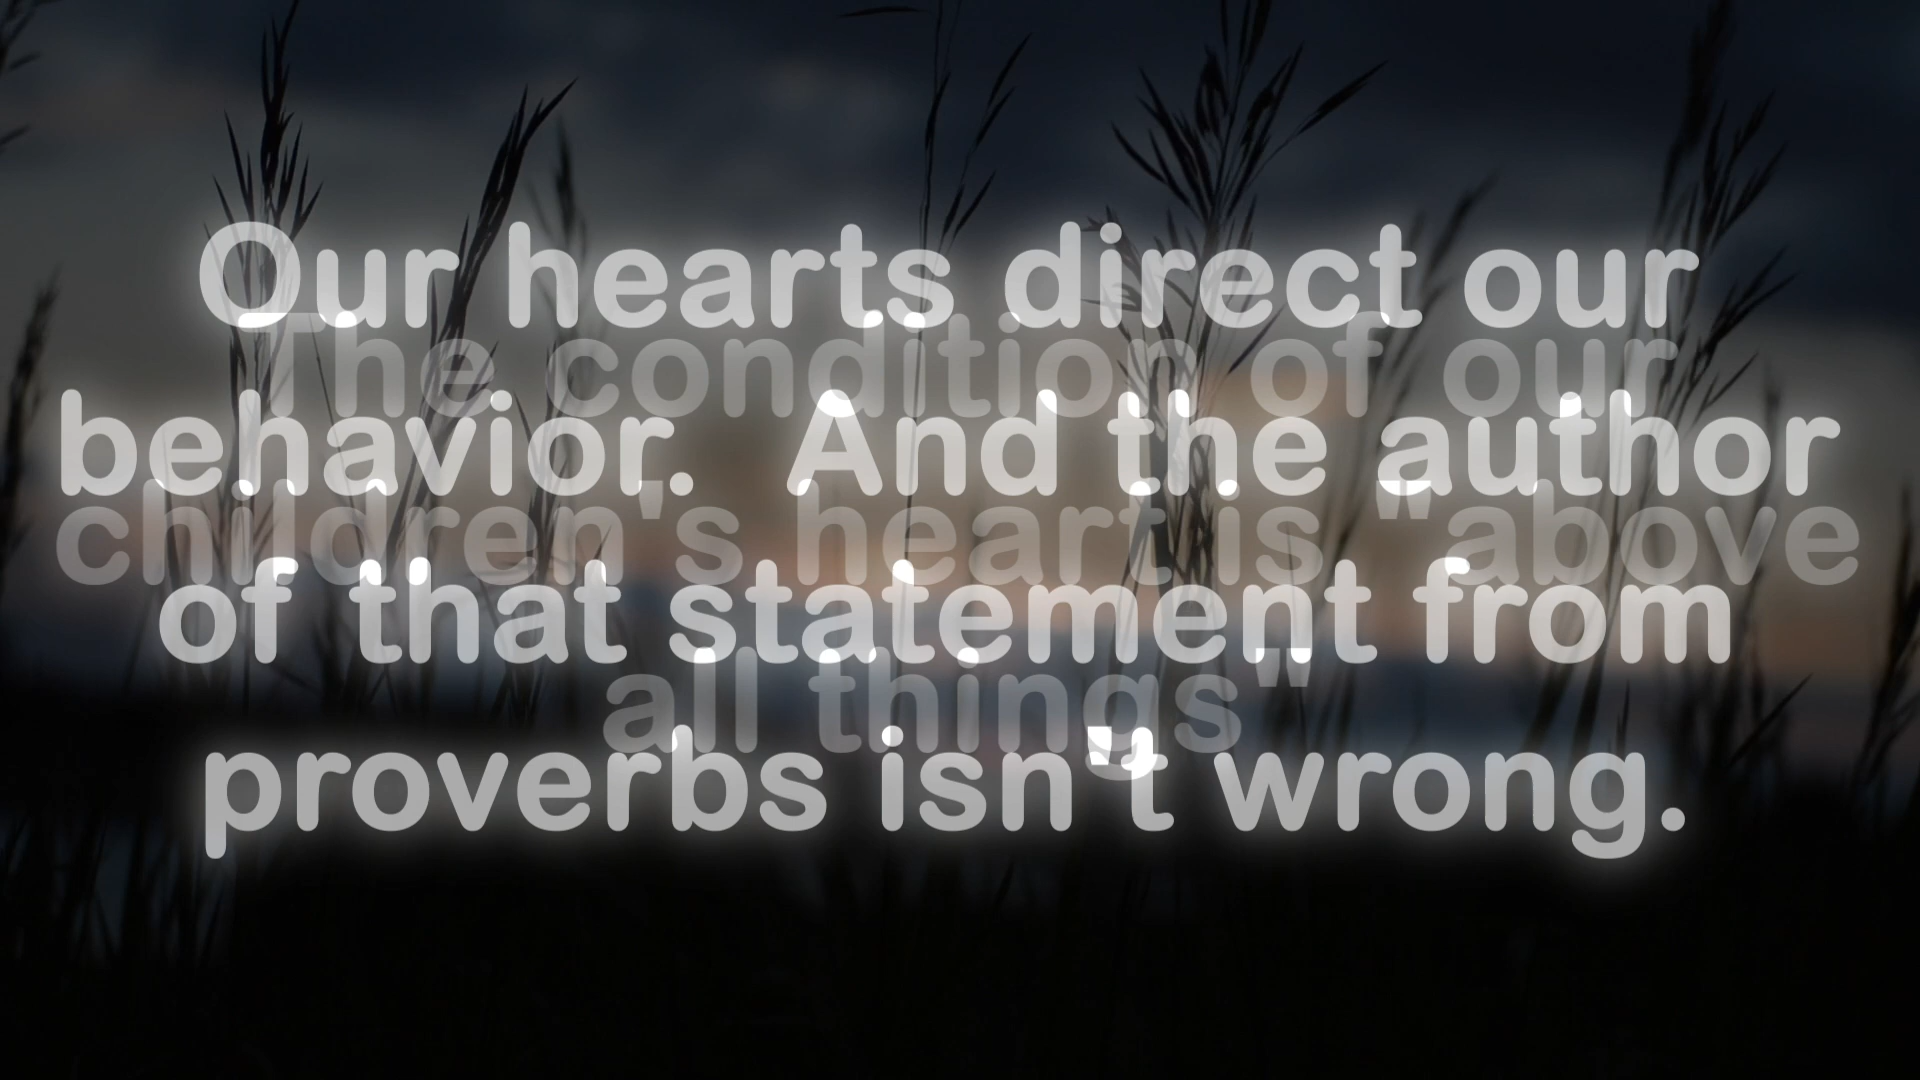 Our hearts direct our
behavior.  And the author
of that statement from
proverbs isn't wrong.
The condition of our
children's heart is "above
all things"